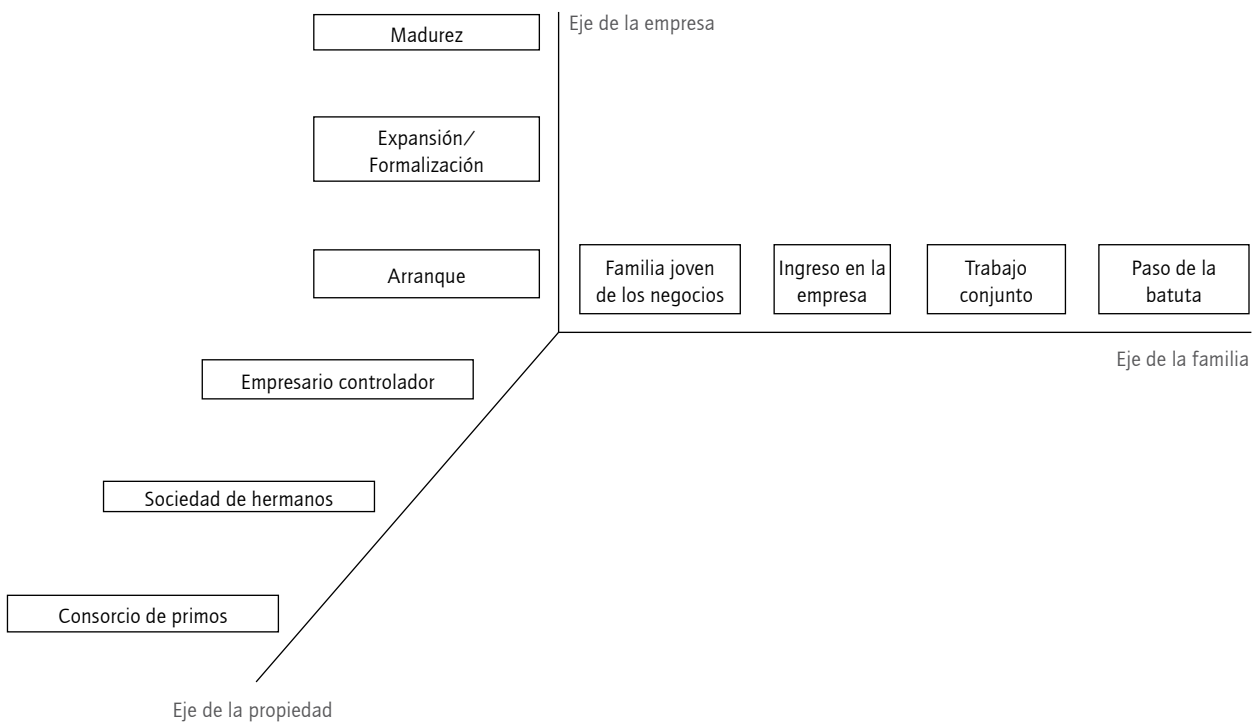 Madurez
Eje de la empresa
Expansión/
Formalización
Arranque
Familia joven
de los negocios
Ingreso en la
empresa
Trabajo
conjunto
Paso de la
batuta
Eje de la familia
Empresario controlador
Sociedad de hermanos
Consorcio de primos
Eje de la propiedad